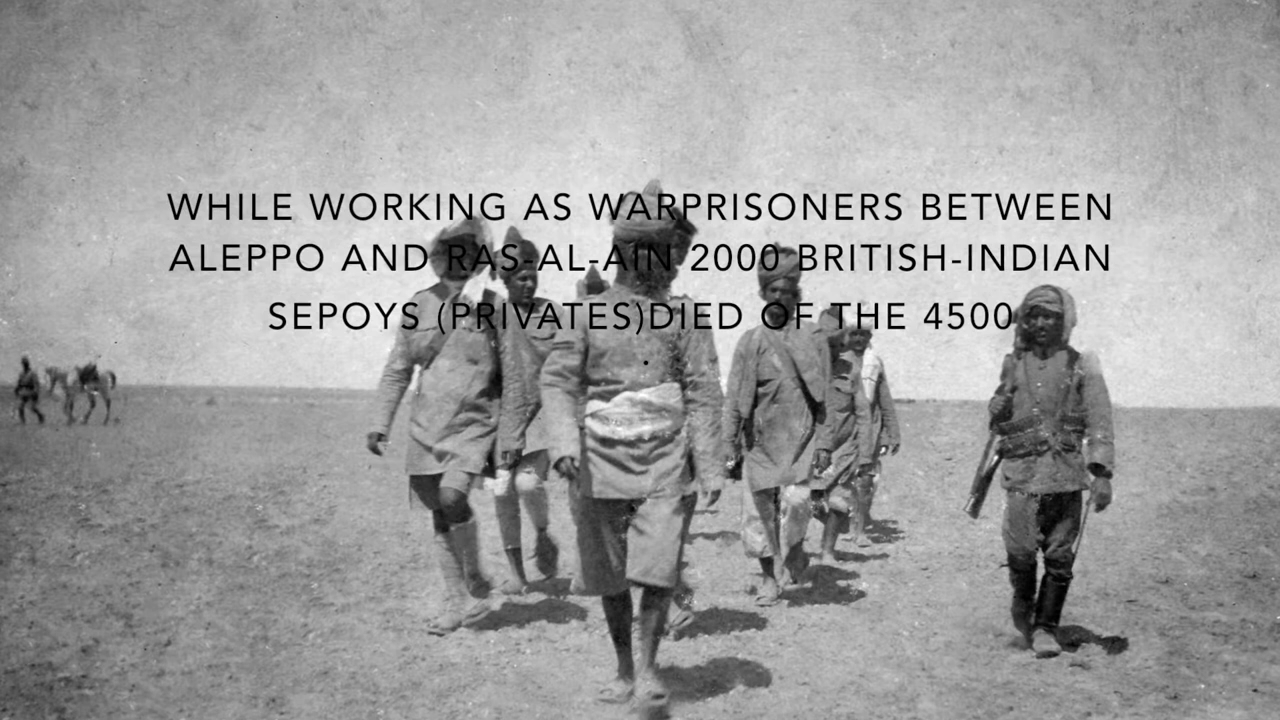 WHILE WORKING AS WARPRISONERS BETWEEN
ALEPPO AND RAS-AL-AIN 2000 BRITISH-INDIAN
SEPOYS (PRIVATES)DIED OF THE 4500
.